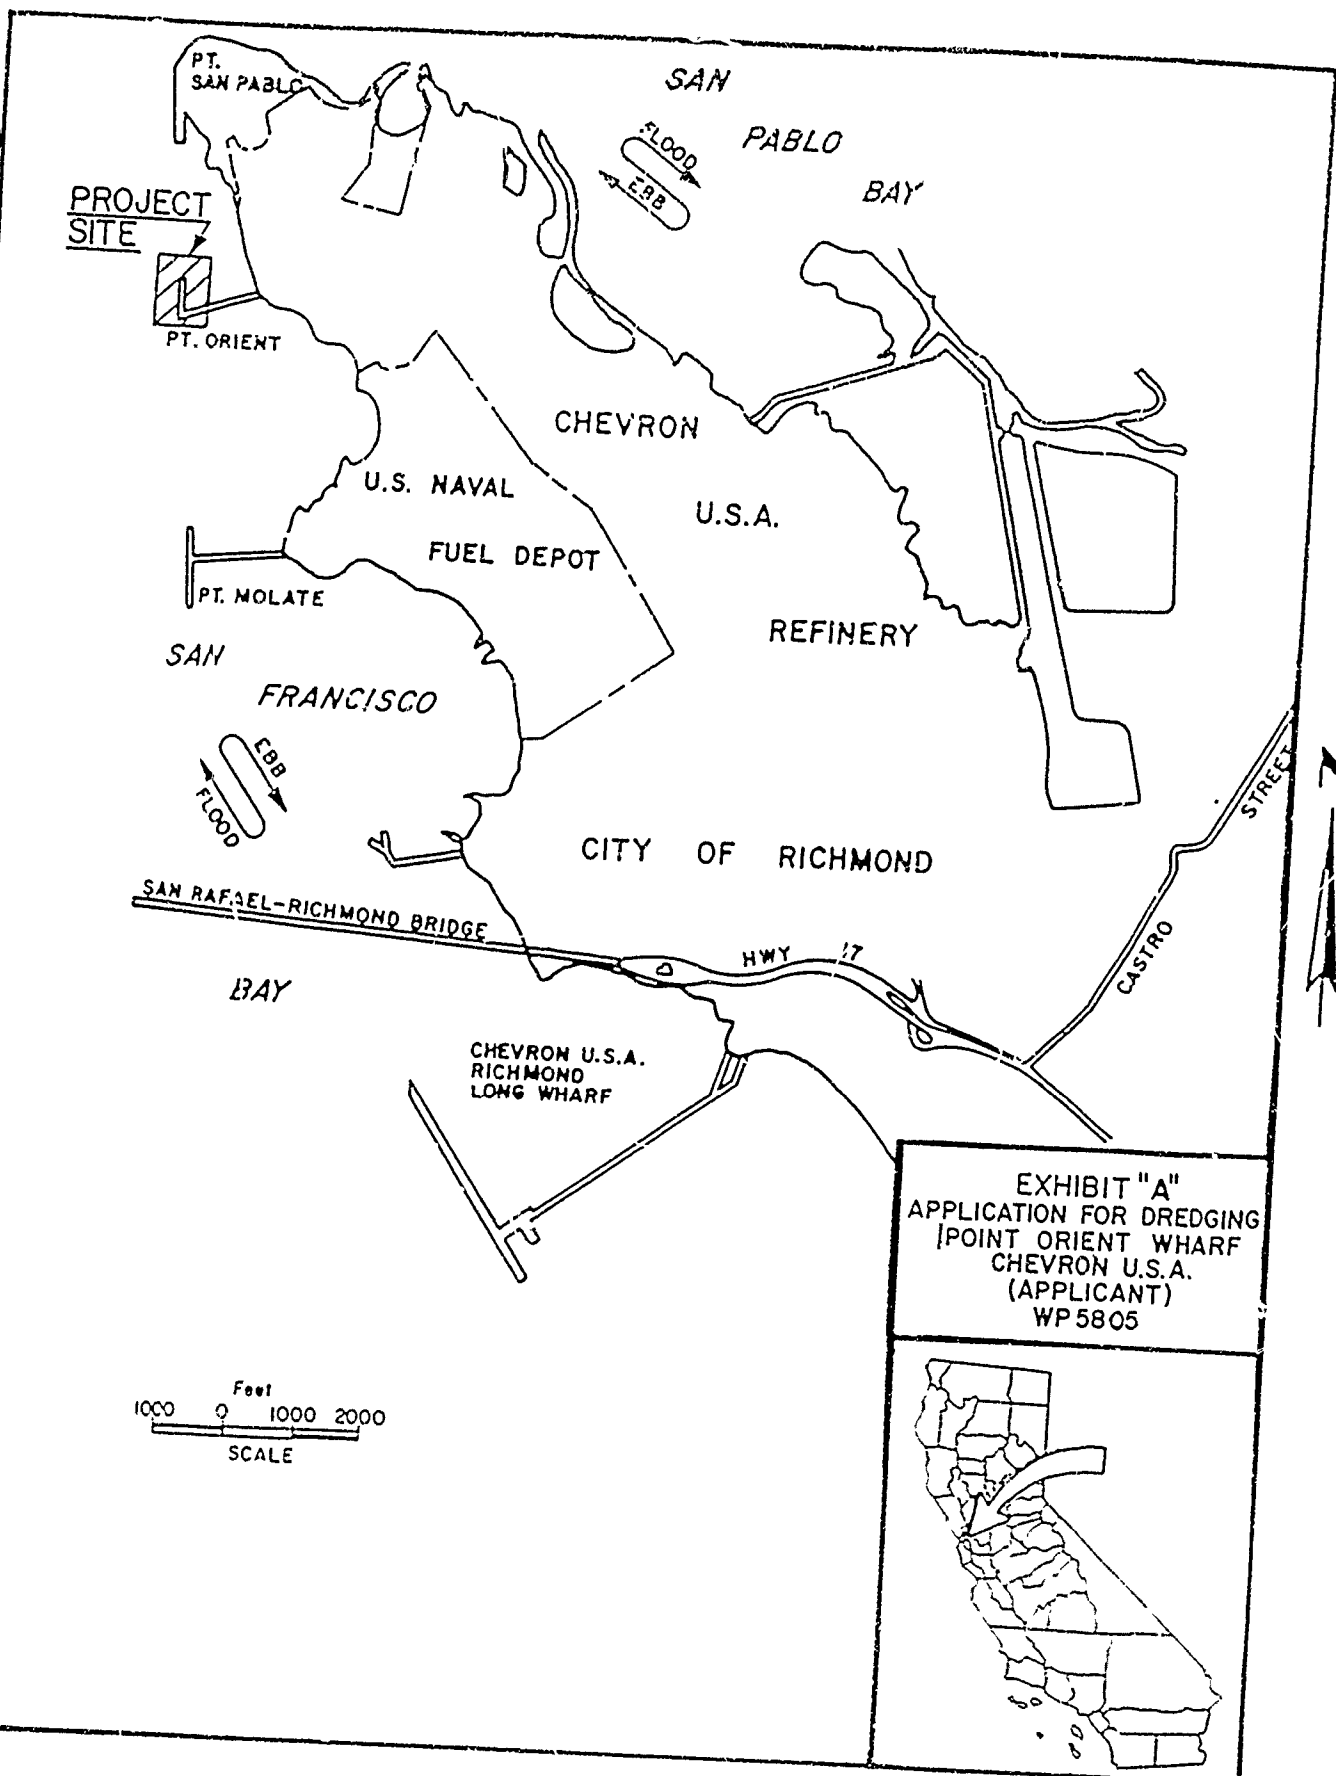 PT.
SAN PABLO
SAN
PABLO
BAY
FLOOD
EBB
PROJECT
SITE
PT. ORIENT
CHEVRON
U.S.A.
REFINERY
U.S. NAVAL
FUEL DEPOT
PT. MOLATE
SAN
FRANCISCO
BAY
EBB
FLOOD
CITY OF RICHMOND
STREET
CASTRO
SAN RAFAEL-RICHMOND BRIDGE
HWY 17
CHEVRON U.S.A.
RICHMOND
LONG WHARF
EXHIBIT "A"
APPLICATION FOR DREDGING
POINT ORIENT WHARF
CHEVRON U.S.A.
(APPLICANT)
WP5805
Feet
1000 0 1000 2000
SCALE